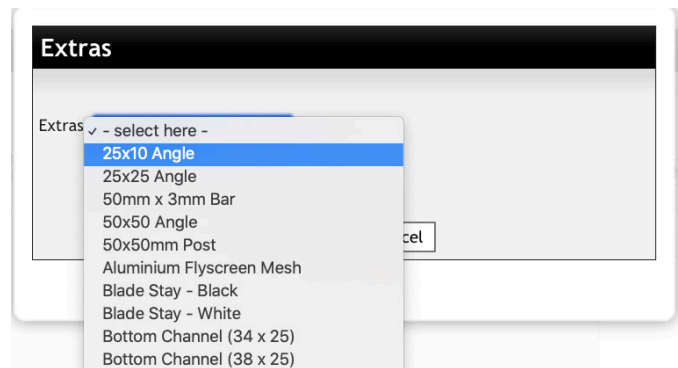 Extras
Extras
✓ - select here -
25x10 Angle
25x25 Angle
50mm x 3mm Bar
50x50 Angle
50x50mm Post
cel
Aluminium Flyscreen Mesh
Blade Stay - Black
Blade Stay - White
Bottom Channel (34 x 25)
Bottom Channel (38 x 25)